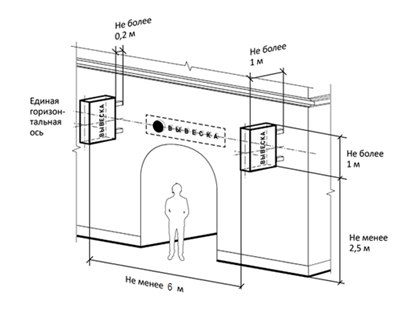 Не более
0,2 м
Не более
1 м
Единая
горизон-
тальная
ось
ВЫВЕСКА
ВЫВЕСКА
ВЫВЕСКА
Не более
1 м
Не менее
2,5 м
Не менее 6 м